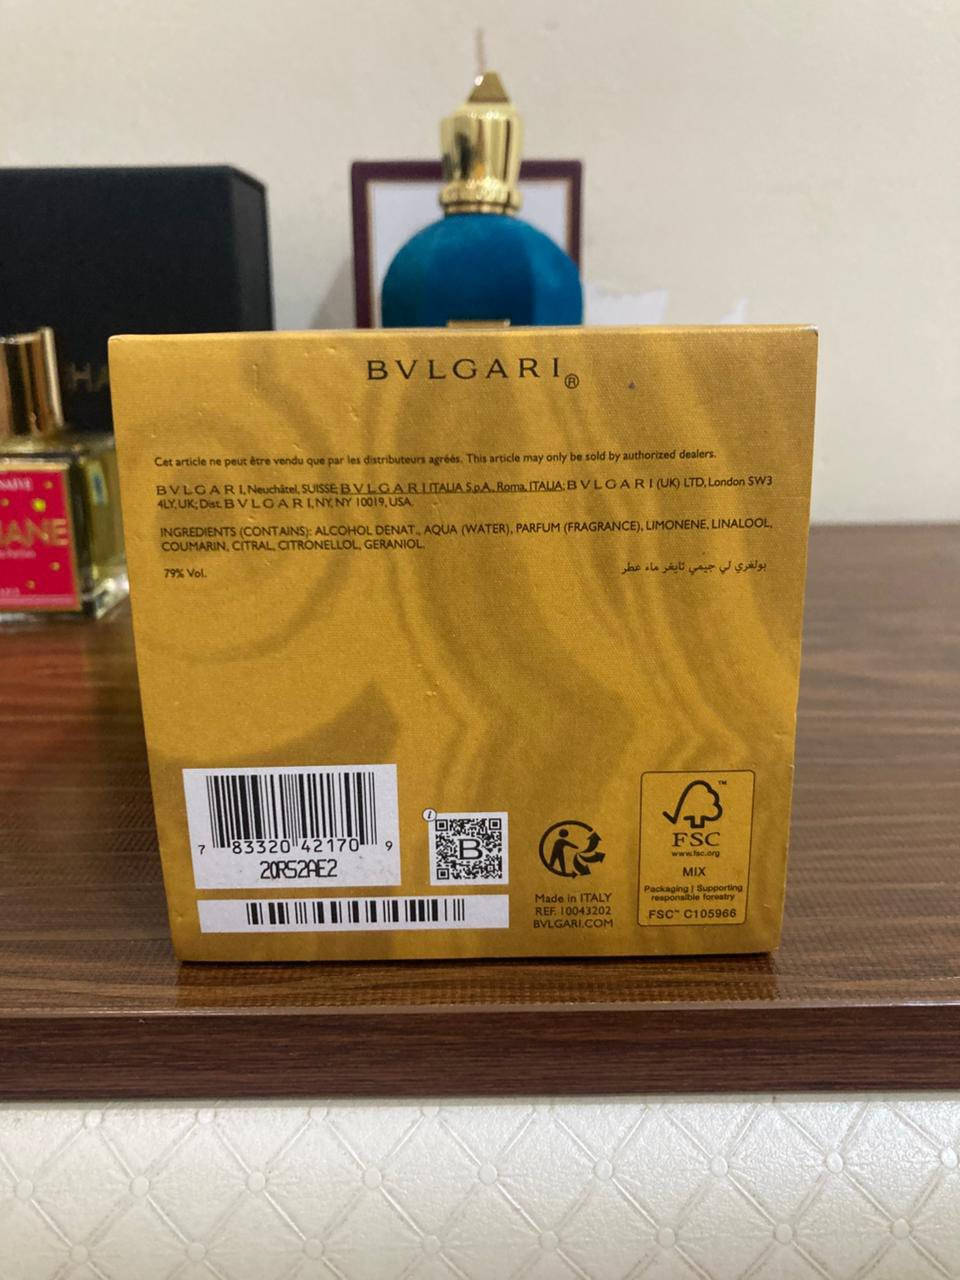 BVLGARI®
Cet article ne peut être vendu que par les distributeurs agréés. This article may only be sold by authorized dealers.
BVLGARI, Neuchâtel, SUISSE; BVLGARI ITALIA S.p.A., Roma, ITALIA; BVLGARI (UK) LTD, London SW3
4LY, UK; Dist. BVLGARI, NY, NY 10019, USA.
INGREDIENTS (CONTAINS): ALCOHOL DENAT., AQUA (WATER), PARFUM (FRAGRANCE), LIMONENE, LINALOOL,
COUMARIN, CITRAL, CITRONELLOL, GERANIOL.
79% Vol.
بولغري لي جيمي تايغر ماء عطر
7 83320 42170 9
20R52AE2
i
B
Made in ITALY
REF. 10043202
BVLGARI.COM
FSC™
www.fsc.org
MIX
Packaging | Supporting
responsible forestry
FSC™ C105966